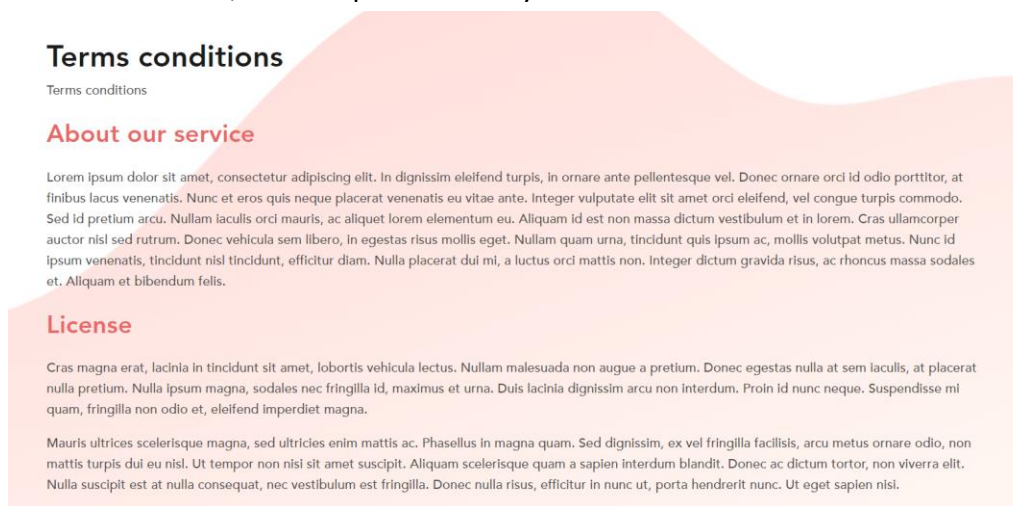 Terms conditions
Terms conditions
About our service
Lorem ipsum dolor sit amet, consectetur adipiscing elit. In dignissim eleifend turpis, in ornare ante pellentesque vel. Donec ornare orci id odio porttitor, at
finibus lacus venenatis. Nunc et eros quis neque placerat venenatis eu vitae ante. Integer vulputate elit sit amet orci eleifend, vel congue turpis commodo.
Sed id pretium arcu. Nullam iaculis orci mauris, ac aliquet lorem elementum eu. Aliquam id est non massa dictum vestibulum et in lorem. Cras ullamcorper
auctor nisl sed rutrum. Donec vehicula sem libero, in egestas risus mollis eget. Nullam quam urna, tincidunt quis ipsum ac, mollis volutpat metus. Nunc id
ipsum venenatis, tincidunt nisl tincidunt, efficitur diam. Nulla placerat dui mi, a luctus orci mattis non. Integer dictum gravida risus, ac rhoncus massa sodales
et. Aliquam et bibendum felis.
License
Cras magna erat, lacinia in tincidunt sit amet, lobortis vehicula lectus. Nullam malesuada non augue a pretium. Donec egestas nulla at sem iaculis, at placerat
nulla pretium. Nulla ipsum magna, sodales nec fringilla id, maximus et urna. Duis lacinia dignissim arcu non interdum. Proin id nunc neque. Suspendisse mi
quam, fringilla non odio et, eleifend imperdiet magna.
Mauris ultrices scelerisque magna, sed ultricies enim mattis ac. Phasellus in magna quam. Sed dignissim, ex vel fringilla facilisis, arcu metus ornare odio, non
mattis turpis dui eu nisl. Ut tempor non nisi sit amet suscipit. Aliquam scelerisque quam a sapien interdum blandit. Donec ac dictum tortor, non viverra elit.
Nulla suscipit est at nulla consequat, nec vestibulum est fringilla. Donec nulla risus, efficitur in nunc ut, porta hendrerit nunc. Ut eget sapien nisi.